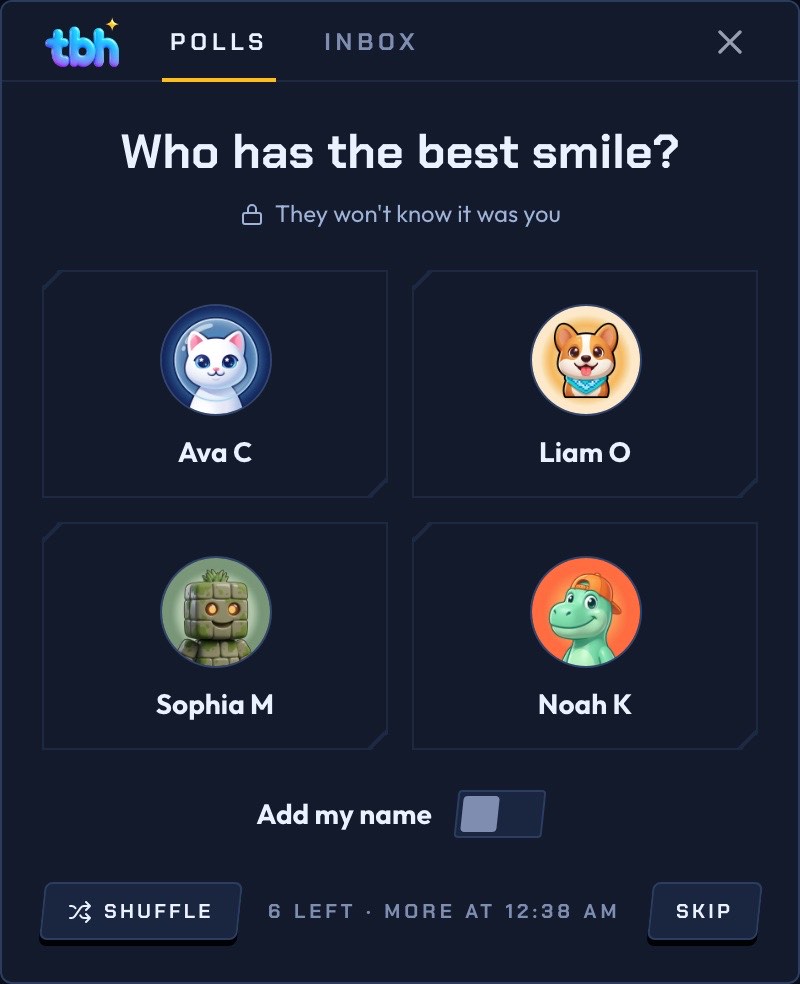 tbh
POLLS
INBOX
Who has the best smile?
They won't know it was you
Ava C
Liam O
Sophia M
Noah K
Add my name
SHUFFLE
6 LEFT · MORE AT 12:38 AM
SKIP